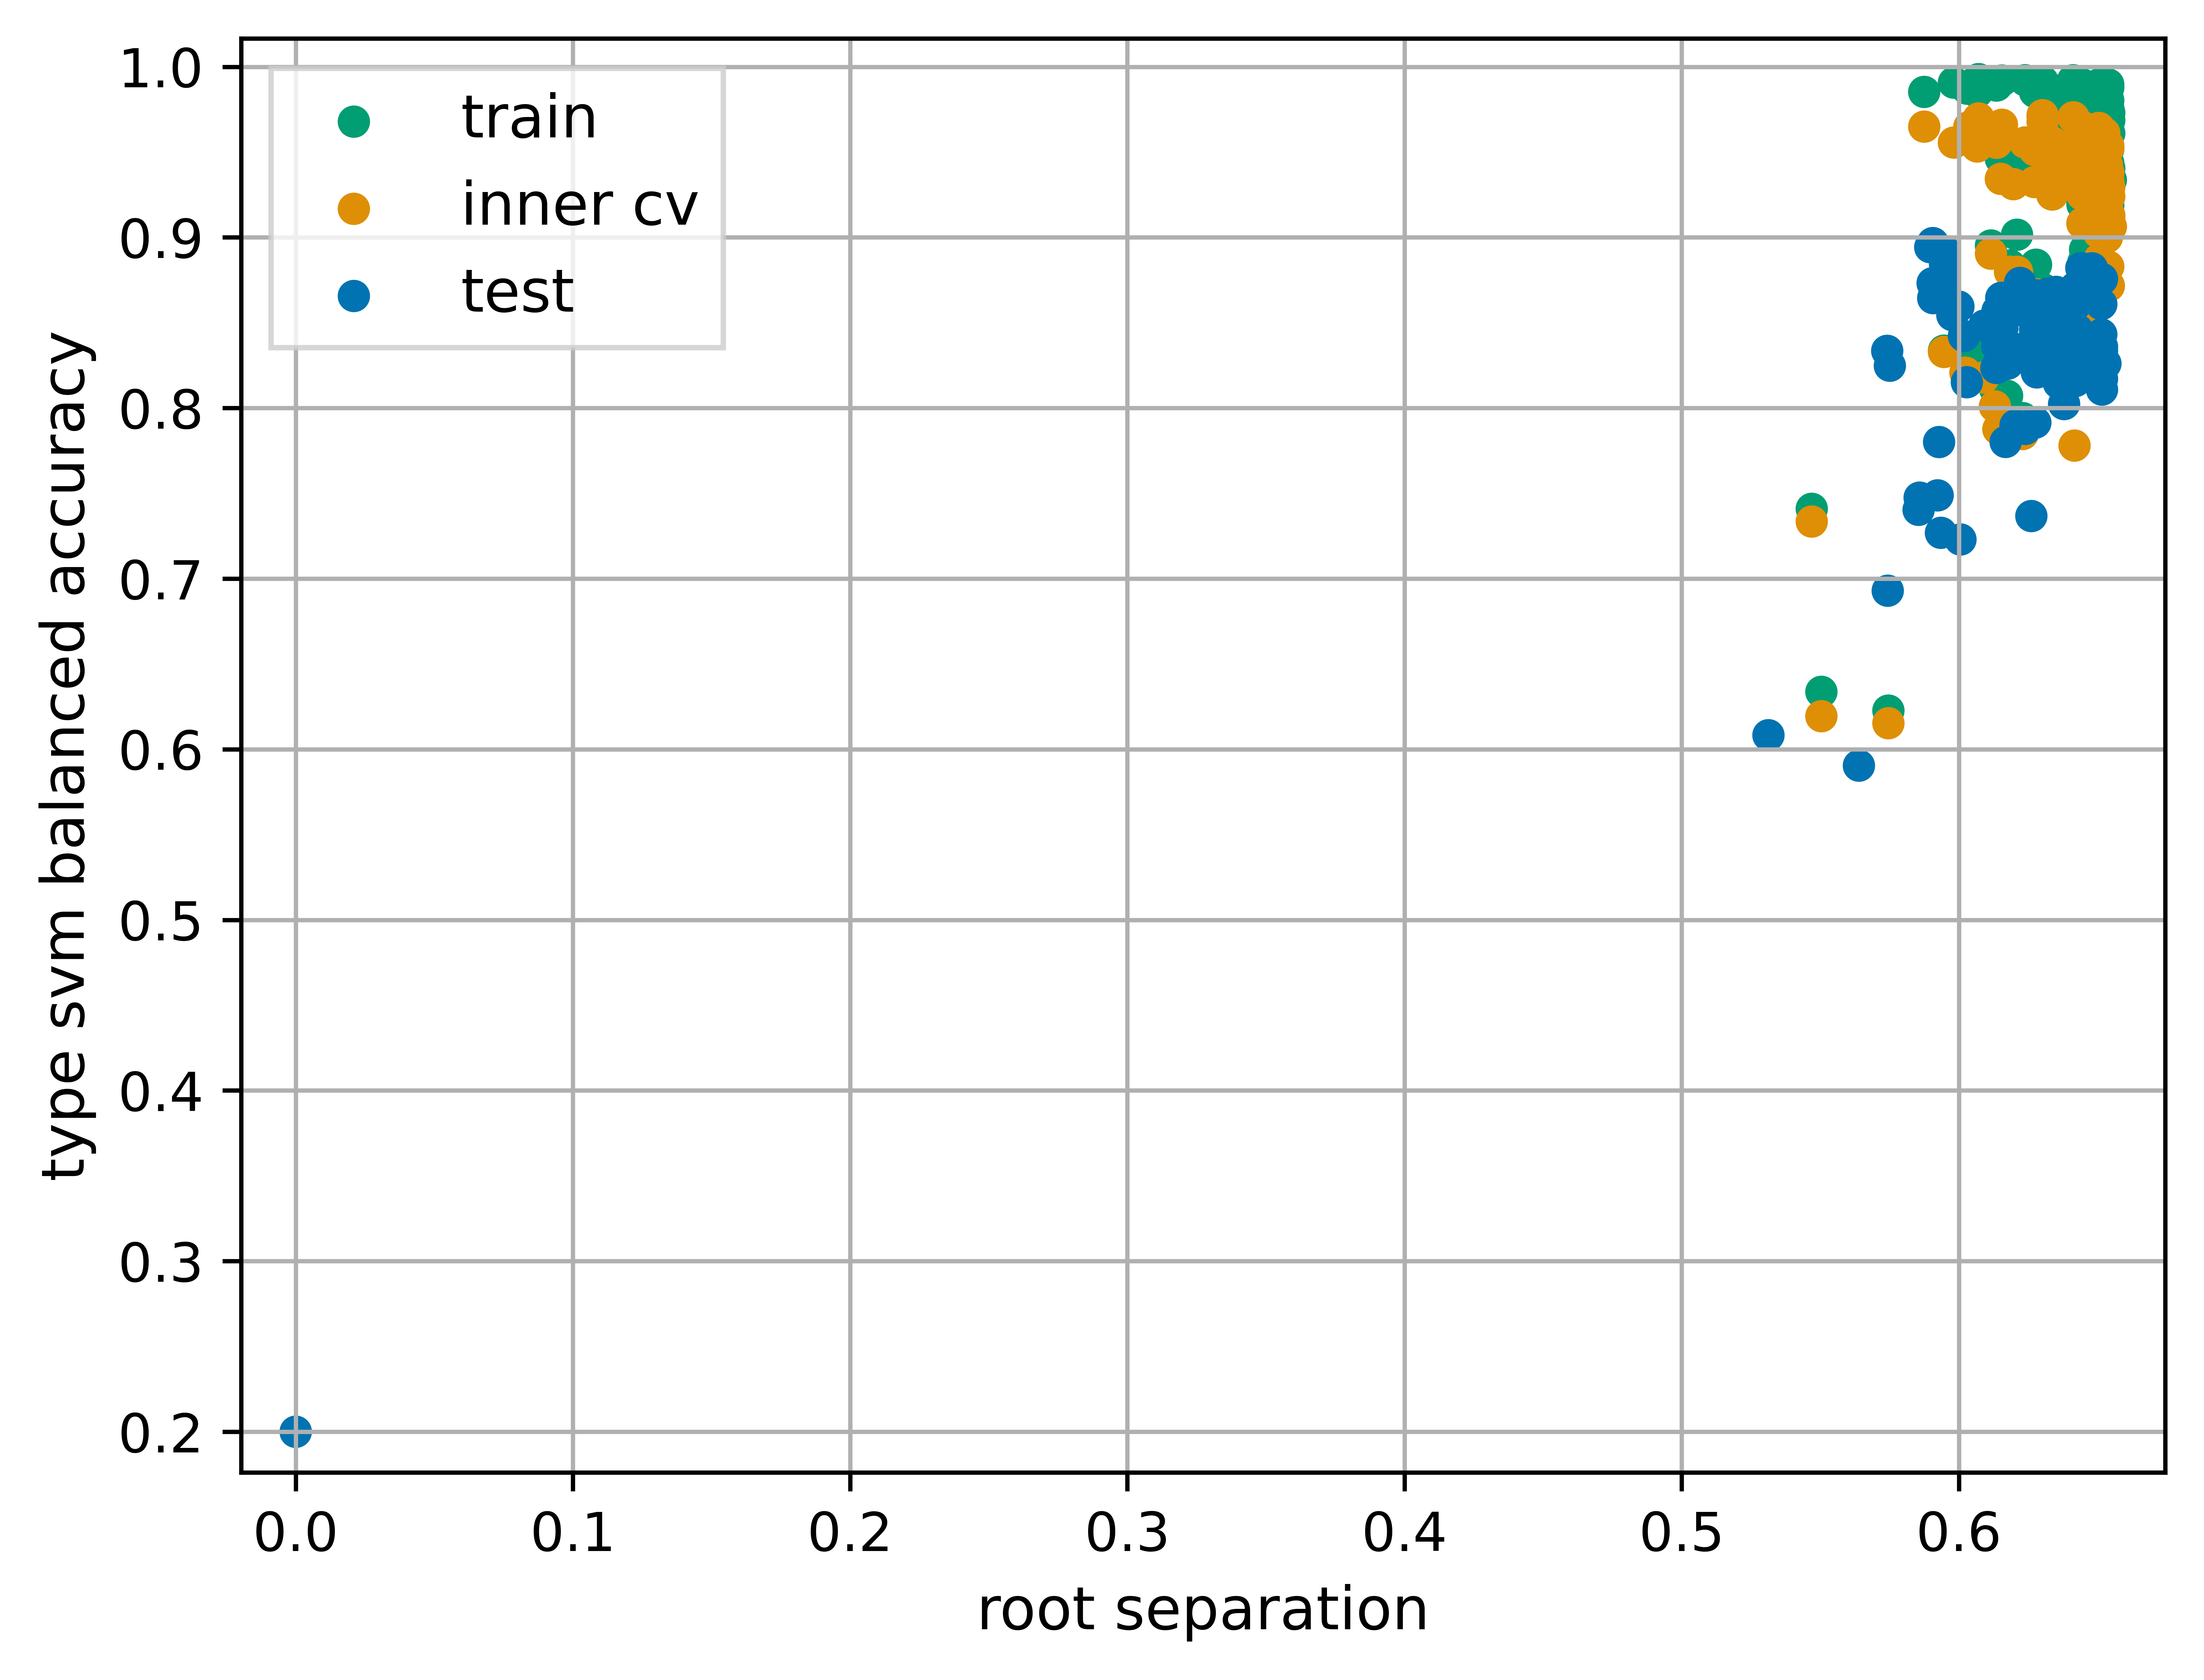 1.0
0.9
0.8
0.7
0.6
0.5
0.4
0.3
0.2
type svm balanced accuracy
train
inner cv
test
0.0 0.1 0.2 0.3 0.4 0.5 0.6
root separation